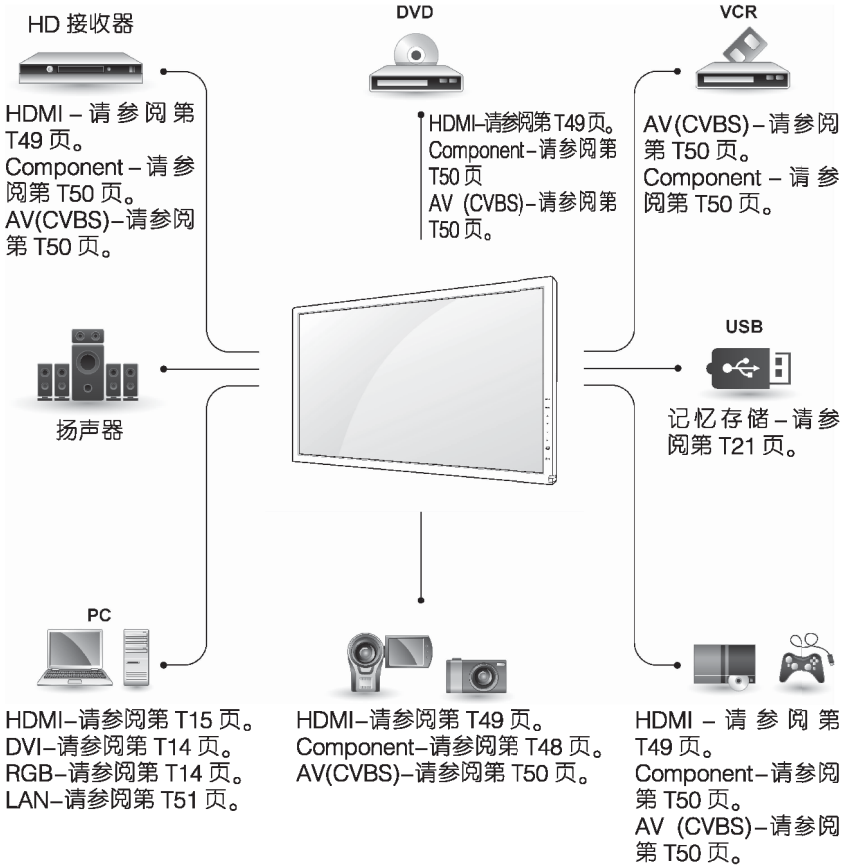 HD 接收器
HDMI – 请参阅第
T49 页。
Component – 请参
阅第 T50 页。
AV(CVBS)–请参阅
第 T50 页。
DVD
HDMI–请参阅第 T49页。
Component–请参阅第
T50 页
AV (CVBS)–请参阅第
T50 页。
VCR
AV(CVBS)–请参阅
第 T50 页。
Component – 请参
阅第 T50 页。
扬声器
USB
记忆存储–请参
阅第 T21 页。
PC
HDMI–请参阅第 T15 页。
DVI–请参阅第 T14 页。
RGB–请参阅第 T14 页。
LAN–请参阅第 T51 页。
HDMI–请参阅第 T49 页。
Component–请参阅第 T48 页。
AV(CVBS)–请参阅第 T50 页。
HDMI – 请参阅第
T49 页。
Component–请参阅
第 T50 页。
AV (CVBS)–请参阅
第 T50 页。